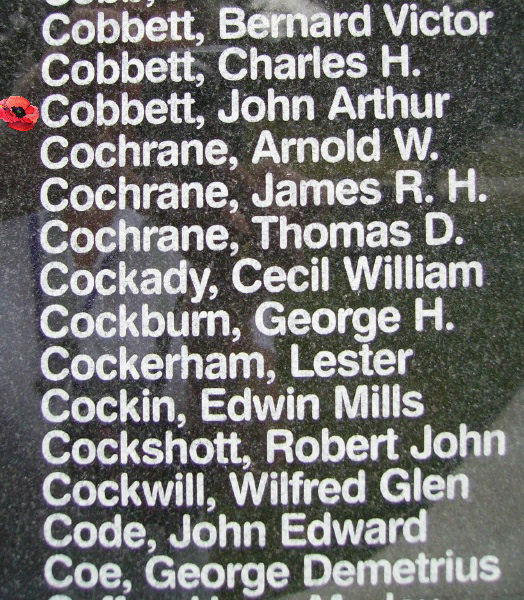 Cobbett, Bernard Victor
Cobbett, Charles H.
Cobbett, John Arthur
Cochrane, Arnold W.
Cochrane, James R. H.
Cochrane, Thomas D.
Cockady, Cecil William
Cockburn, George H.
Cockerham, Lester
Cockin, Edwin Mills
Cockshott, Robert John
Cockwill, Wilfred Glen
Code, John Edward
Coe, George Demetrius